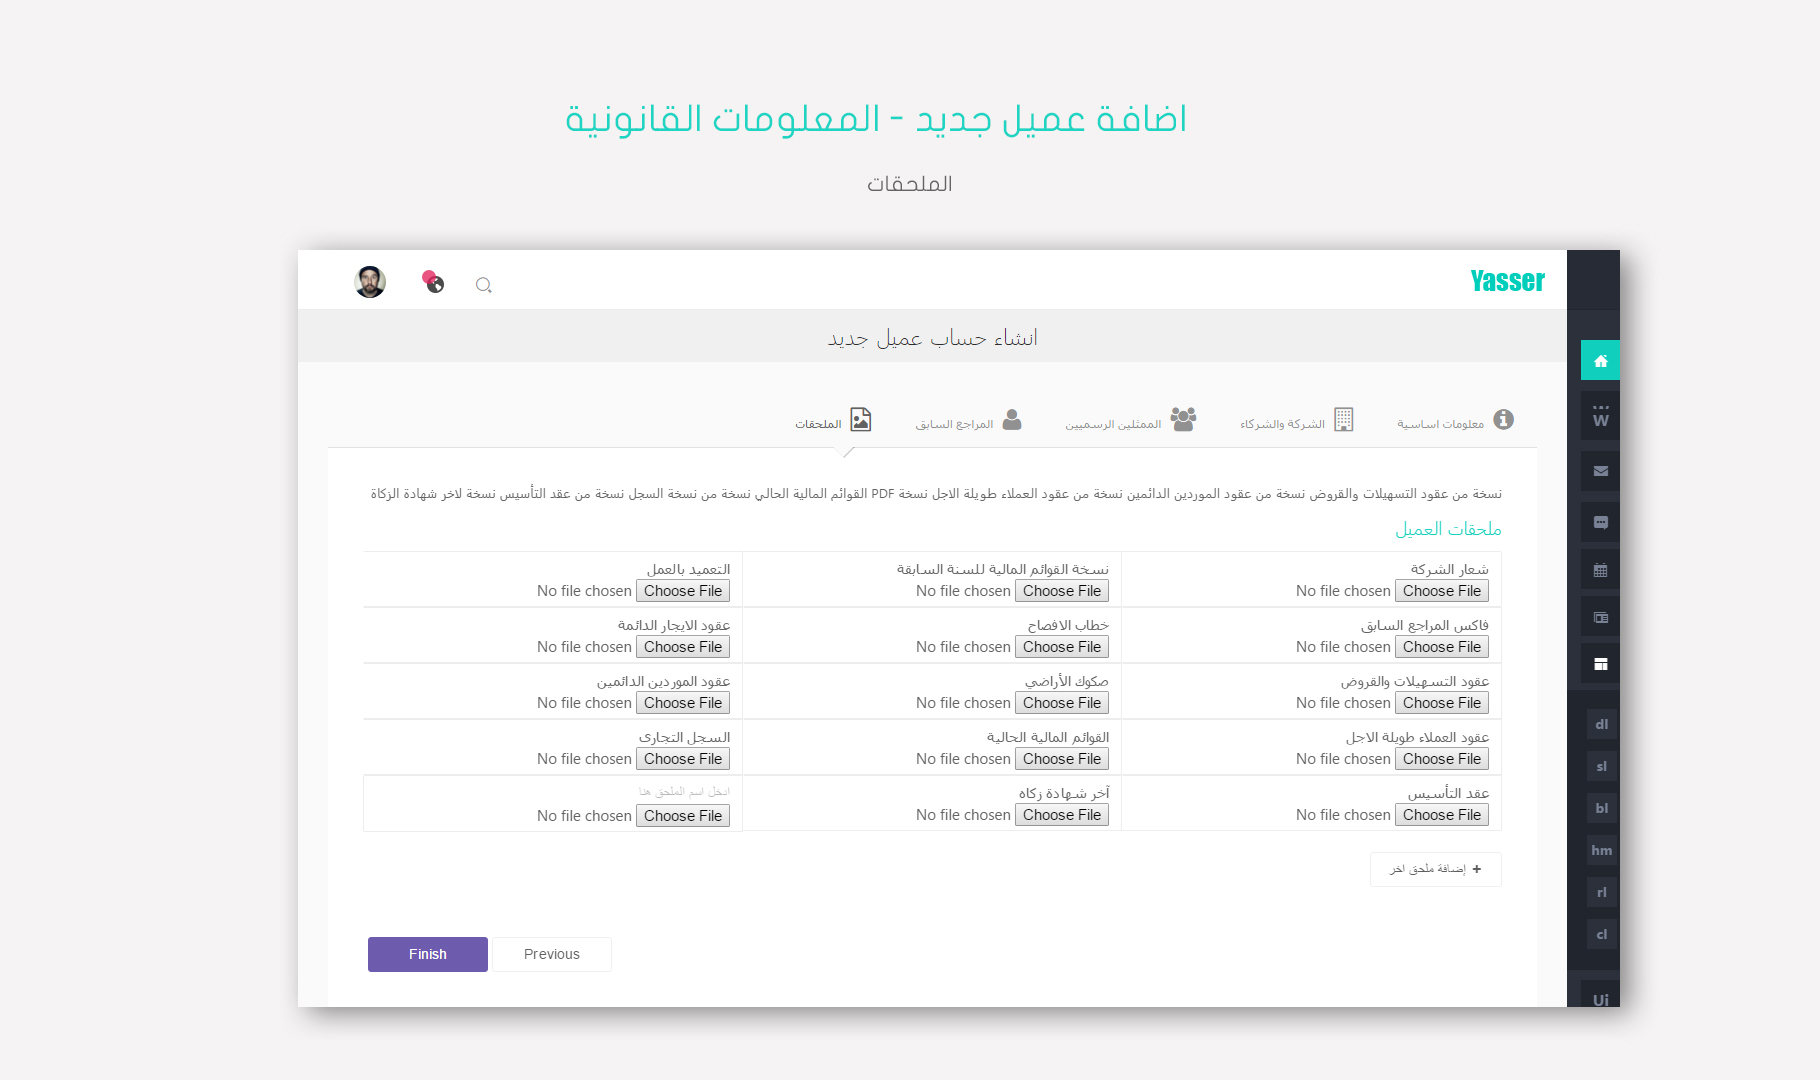 اضافة عميل جديد - المعلومات القانونية
الملحقات
Yasser
انشاء حساب عميل جديد
معلومات اساسية
الشركة والشركاء
الممثلين الرسميين
المراجع السابق
الملحقات
نسخة من عقود التسهيلات والقروض نسخة من عقود الموردين الدائمين نسخة من عقود العملاء طويلة الاجل نسخة PDF القوائم المالية الحالي نسخة من نسخة السجل نسخة من عقد التأسيس نسخة لاخر شهادة الزكاة
ملحقات العميل
شعار الشركة
Choose File No file chosen
نسخة القوائم المالية للسنة السابقة
Choose File No file chosen
التعميد بالعمل
Choose File No file chosen
فاكس المراجع السابق
Choose File No file chosen
خطاب الافصاح
Choose File No file chosen
عقود الايجار الدائمة
Choose File No file chosen
عقود التسهيلات والقروض
Choose File No file chosen
صكوك الأراضي
Choose File No file chosen
عقود الموردين الدائمين
Choose File No file chosen
عقود العملاء طويلة الاجل
Choose File No file chosen
القوائم المالية الحالية
Choose File No file chosen
السجل التجارى
Choose File No file chosen
عقد التأسيس
Choose File No file chosen
آخر شهادة زكاه
Choose File No file chosen
ادخل اسم الملحق هنا
Choose File No file chosen
+ إضافة ملحق اخر
Previous
Finish
W
dl
sl
bl
hm
rl
cl
Ui